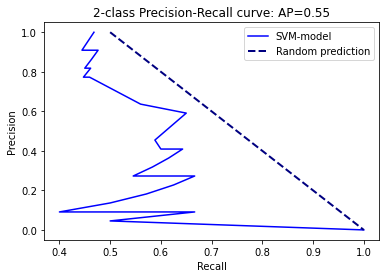 2-class Precision-Recall curve: AP=0.55
SVM-model
Random prediction
Precision
1.0
0.8
0.6
0.4
0.2
0.0
0.4 0.5 0.6 0.7 0.8 0.9 1.0
Recall